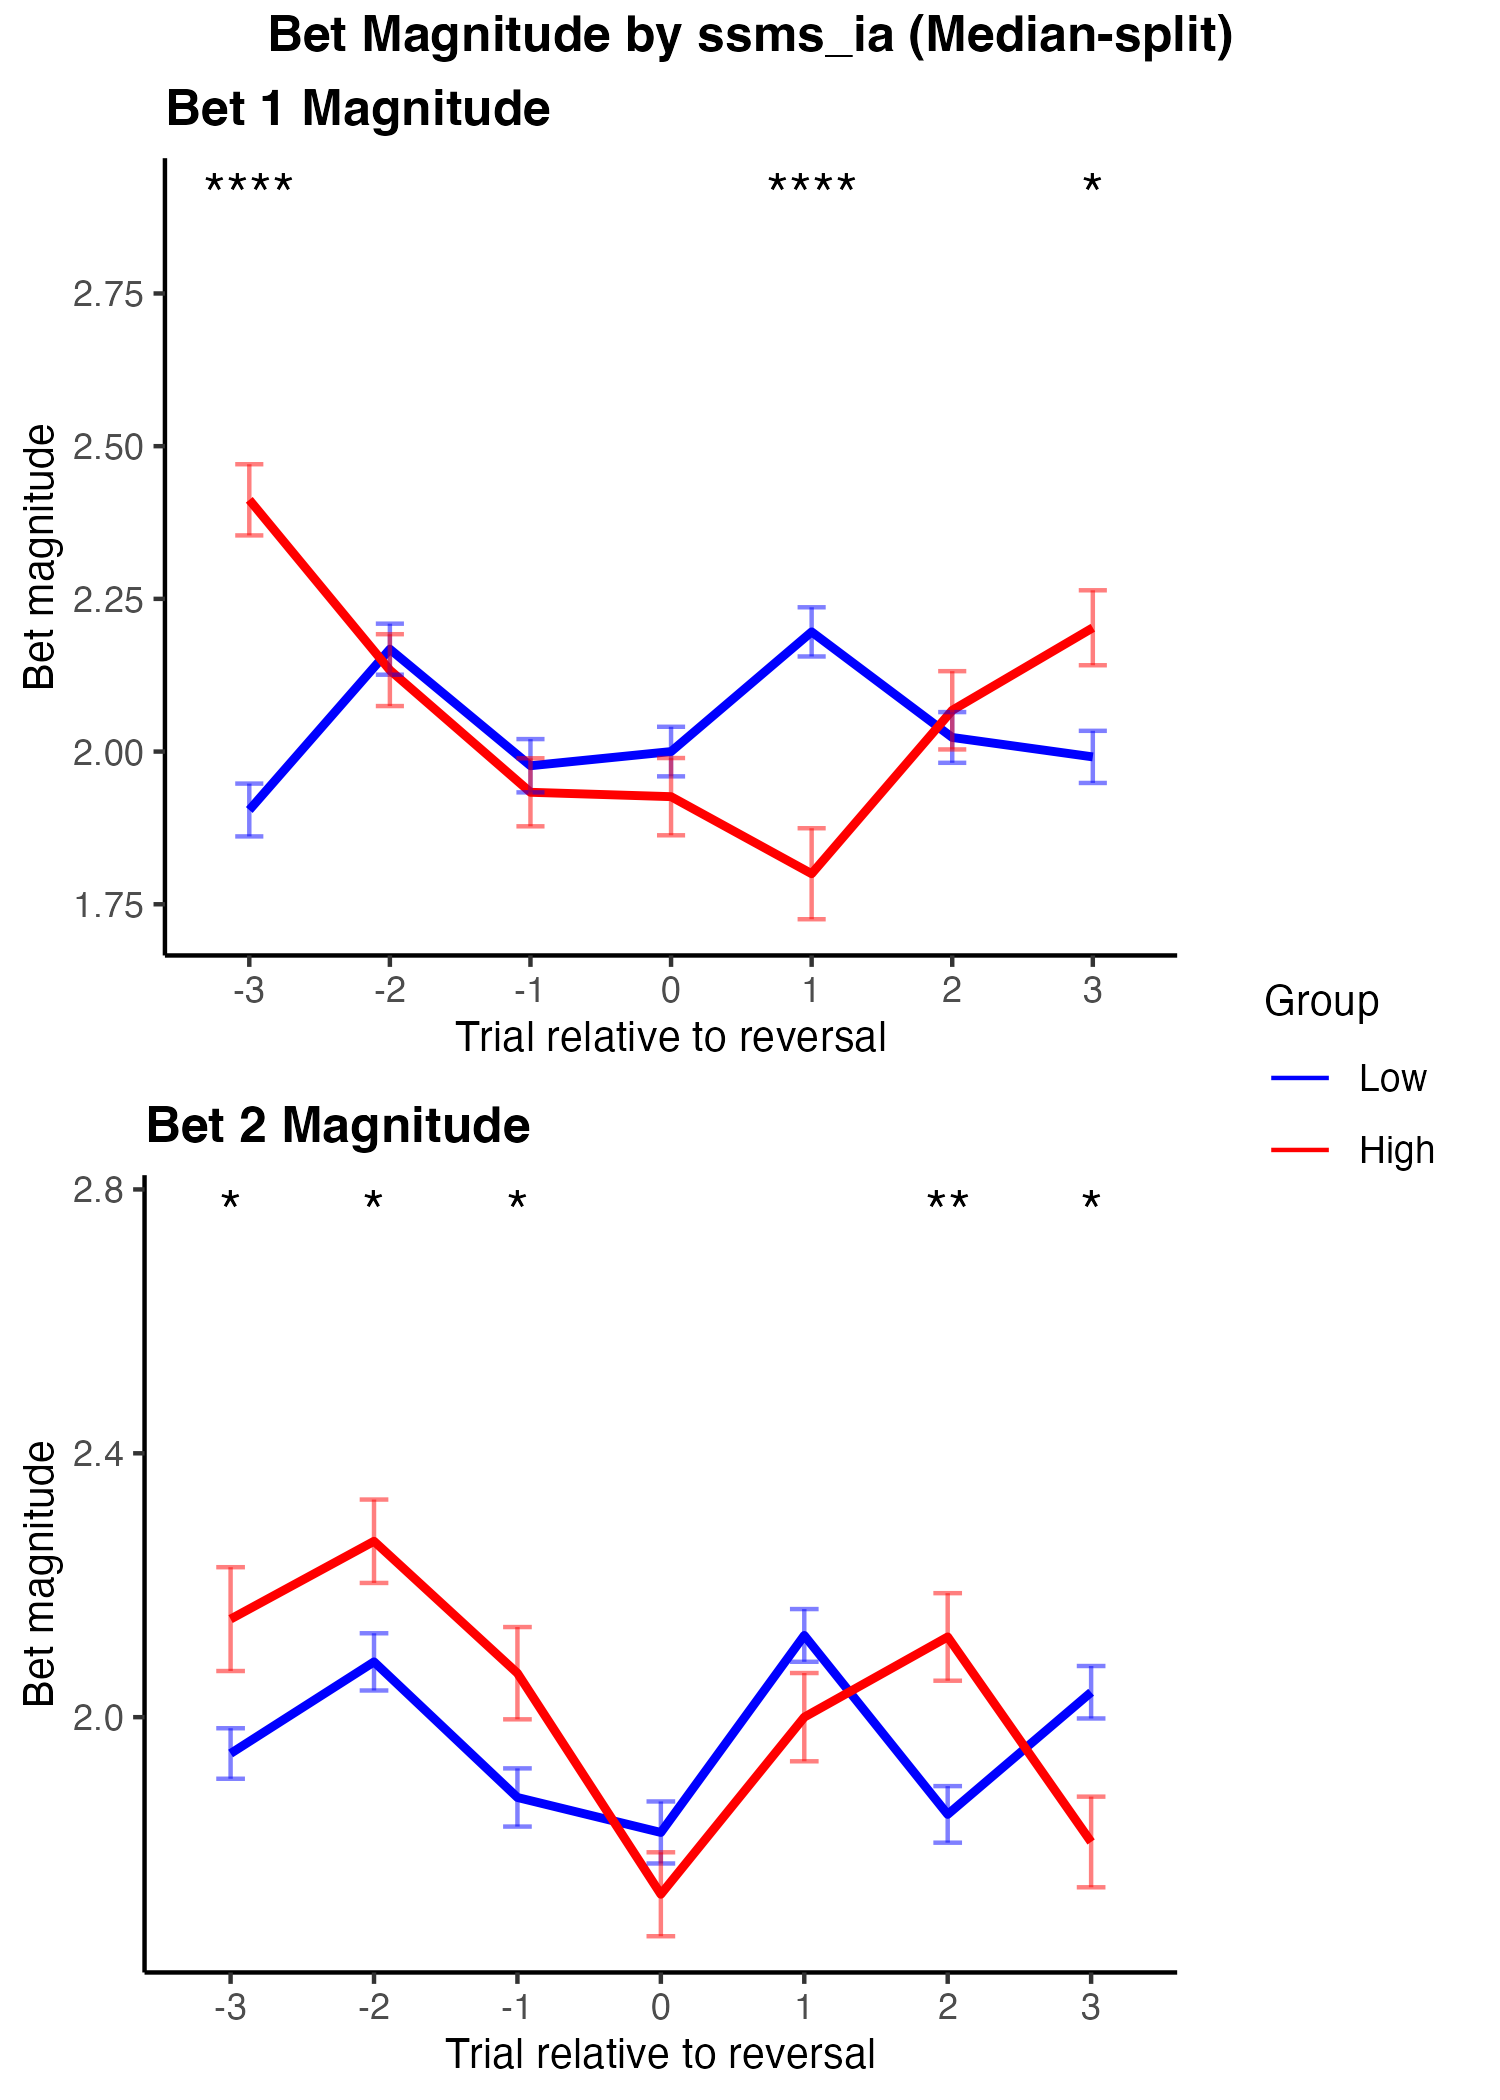 Bet Magnitude by ssms_ia (Median-split)
Bet 1 Magnitude
**** **** *
2.75
2.50
2.25
2.00
1.75
Bet magnitude
-3 -2 -1 0 1 2 3
Trial relative to reversal
Group
Low
High
Bet 2 Magnitude
* * * ** *
2.8
2.4
2.0
Bet magnitude
-3 -2 -1 0 1 2 3
Trial relative to reversal